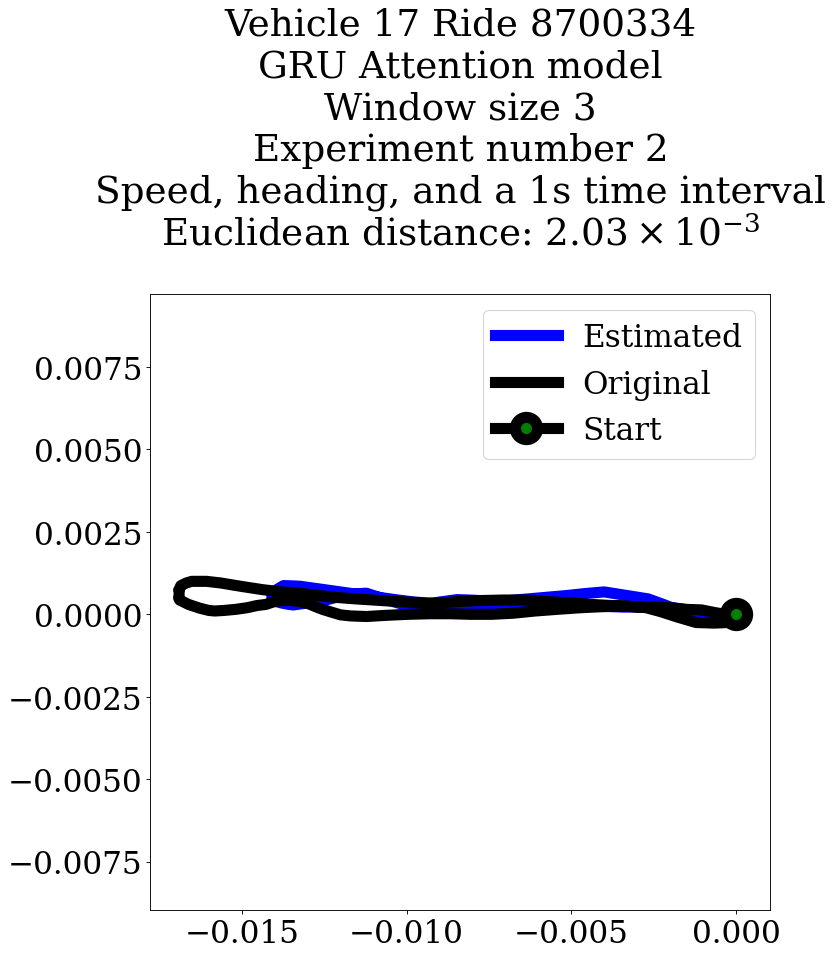 Vehicle 17 Ride 8700334
GRU Attention model
Window size 3
Experiment number 2
Speed, heading, and a 1s time interval
Euclidean distance: 2.03 × 10⁻³
Estimated
Original
Start
0.0075
0.0050
0.0025
0.0000
−0.0025
−0.0050
−0.0075
−0.015
−0.010
−0.005
0.000